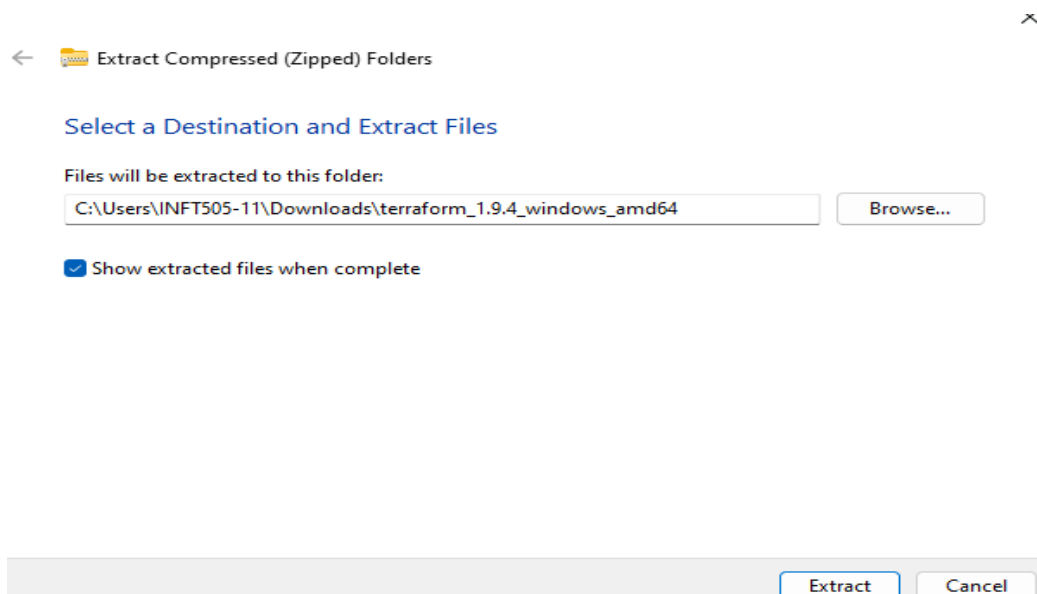 Extract Compressed (Zipped) Folders
Select a Destination and Extract Files
Files will be extracted to this folder:
C:\Users\INFT505-11\Downloads\terraform_1.9.4_windows_amd64
Browse...
Show extracted files when complete
Extract
Cancel